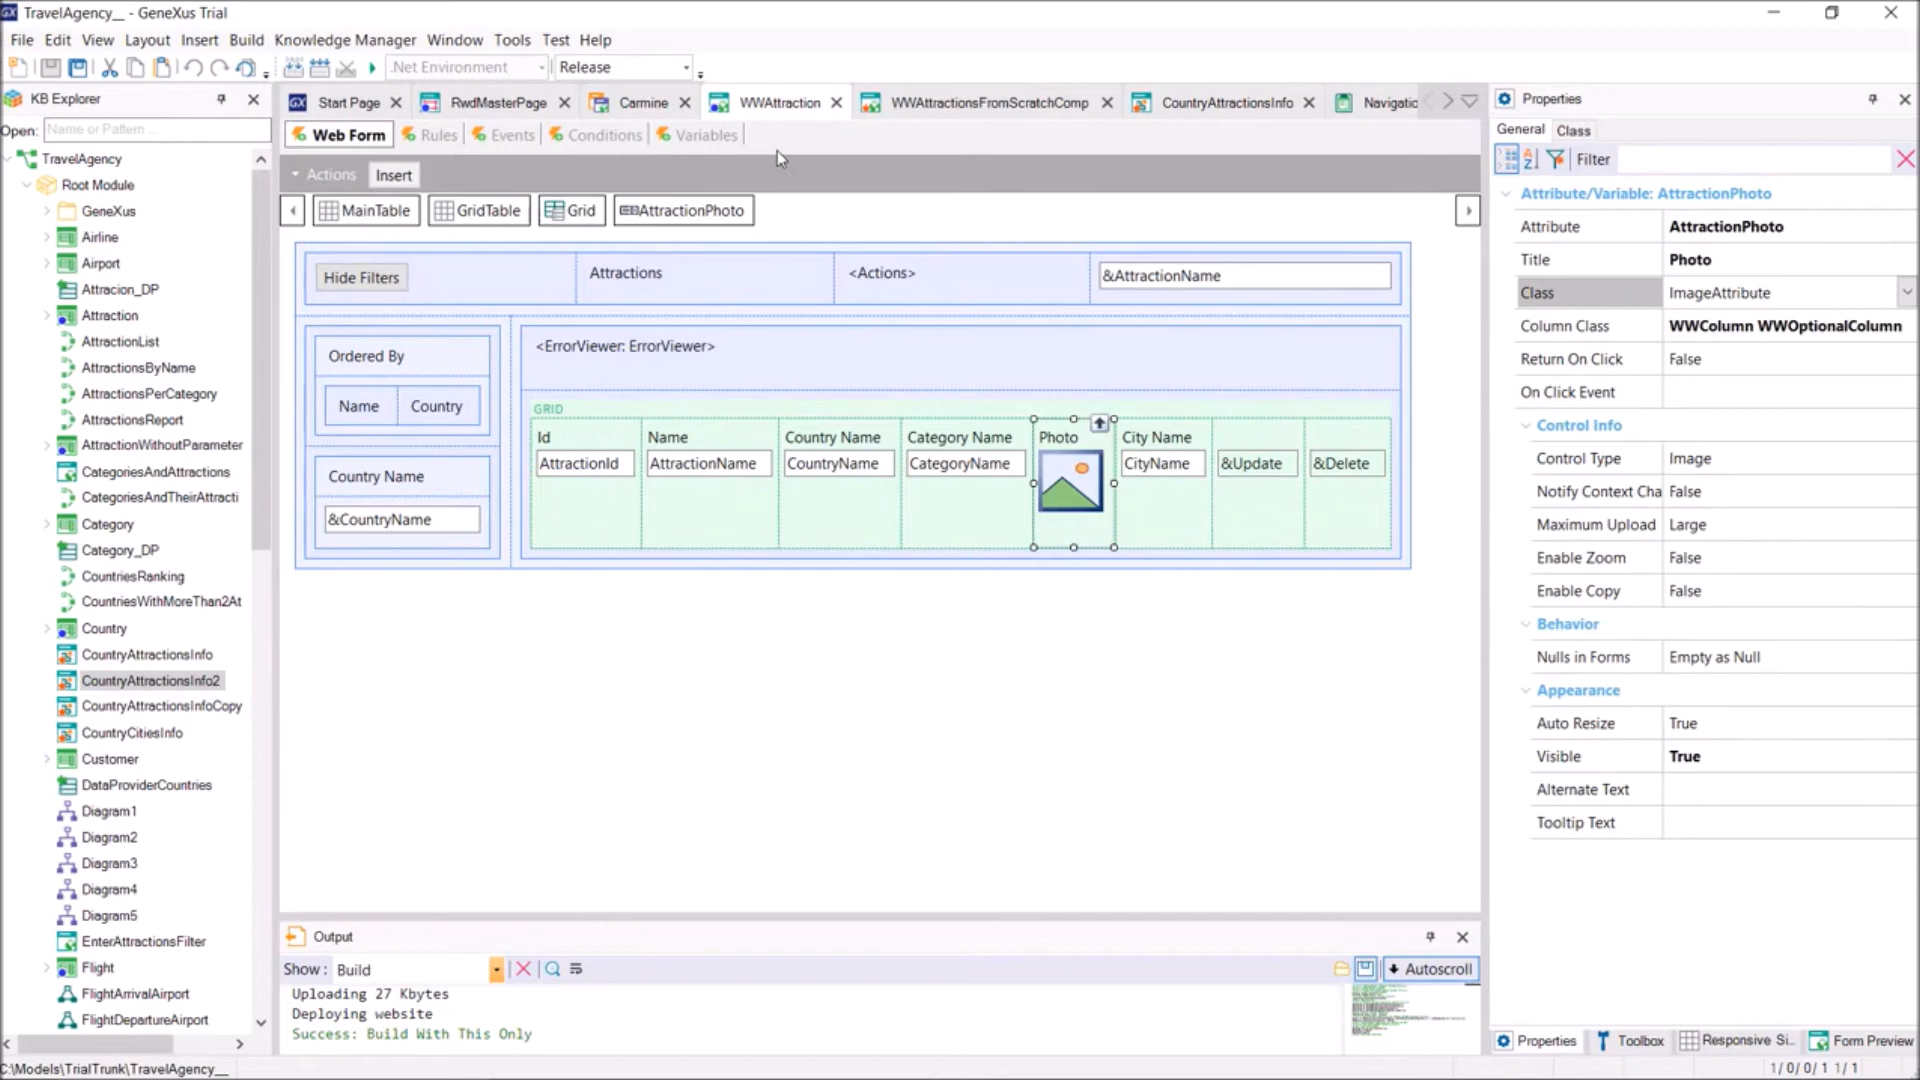 TravelAgency__ - GeneXus Trial
File Edit View Layout Insert Build Knowledge Manager Window Tools Test Help
.Net Environment Release
KB Explorer
Open: Name or Pattern ...
TravelAgency
Root Module
GeneXus
Airline
Airport
Attracion_DP
Attraction
AttractionList
AttractionsByName
AttractionsPerCategory
AttractionsReport
AttractionWithoutParameter
CategoriesAndAttractions
CategoriesAndTheirAttracti
Category
Category_DP
CountriesRanking
CountriesWithMoreThan2At
Country
CountryAttractionsInfo
CountryAttractionsInfo2
CountryAttractionsInfoCopy
CountryCitiesInfo
Customer
DataProviderCountries
Diagram1
Diagram2
Diagram3
Diagram4
Diagram5
EnterAttractionsFilter
Flight
FlightArrivalAirport
FlightDepartureAirport
Start Page RwdMasterPage Carmine WWAttraction WWAttractionsFromScratchComp CountryAttractionsInfo Navigatic
Web Form Rules Events Conditions Variables
Actions Insert
MainTable GridTable Grid AttractionPhoto
Hide Filters Attractions <Actions> &AttractionName
Ordered By
Name Country
Country Name
&CountryName
<ErrorViewer: ErrorViewer>
GRID
Id Name Country Name Category Name Photo City Name
AttractionId AttractionName CountryName CategoryName CityName &Update &Delete
Output
Show: Build Autoscroll
Uploading 27 Kbytes
Deploying website
Success: Build With This Only
Properties
General Class
Filter
Attribute/Variable: AttractionPhoto
Attribute AttractionPhoto
Title Photo
Class ImageAttribute
Column Class WWColumn WWOptionalColumn
Return On Click False
On Click Event
Control Info
Control Type Image
Notify Context Cha False
Maximum Upload Large
Enable Zoom False
Enable Copy False
Behavior
Nulls in Forms Empty as Null
Appearance
Auto Resize True
Visible True
Alternate Text
Tooltip Text
Properties Toolbox Responsive Si... Form Preview
C:\Models\TrialTrunk\TravelAgency__ 1/ 0/ 0/ 1 1/ 1